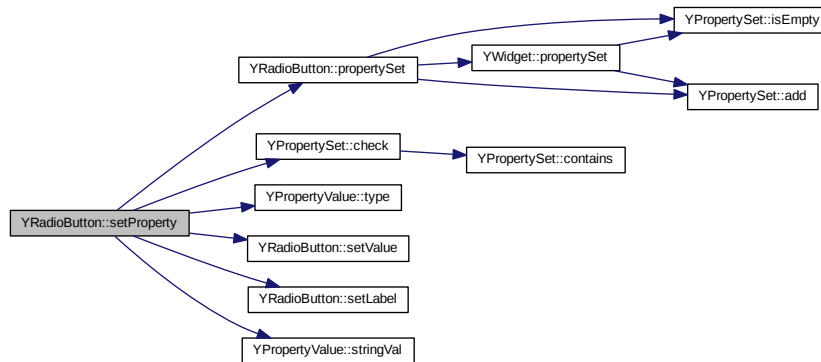 YPropertySet::isEmpty
YWidget::propertySet
YRadioButton::propertySet
YPropertySet::add
YPropertySet::check
YPropertySet::contains
YPropertyValue::type
YRadioButton::setProperty
YRadioButton::setValue
YRadioButton::setLabel
YPropertyValue::stringVal